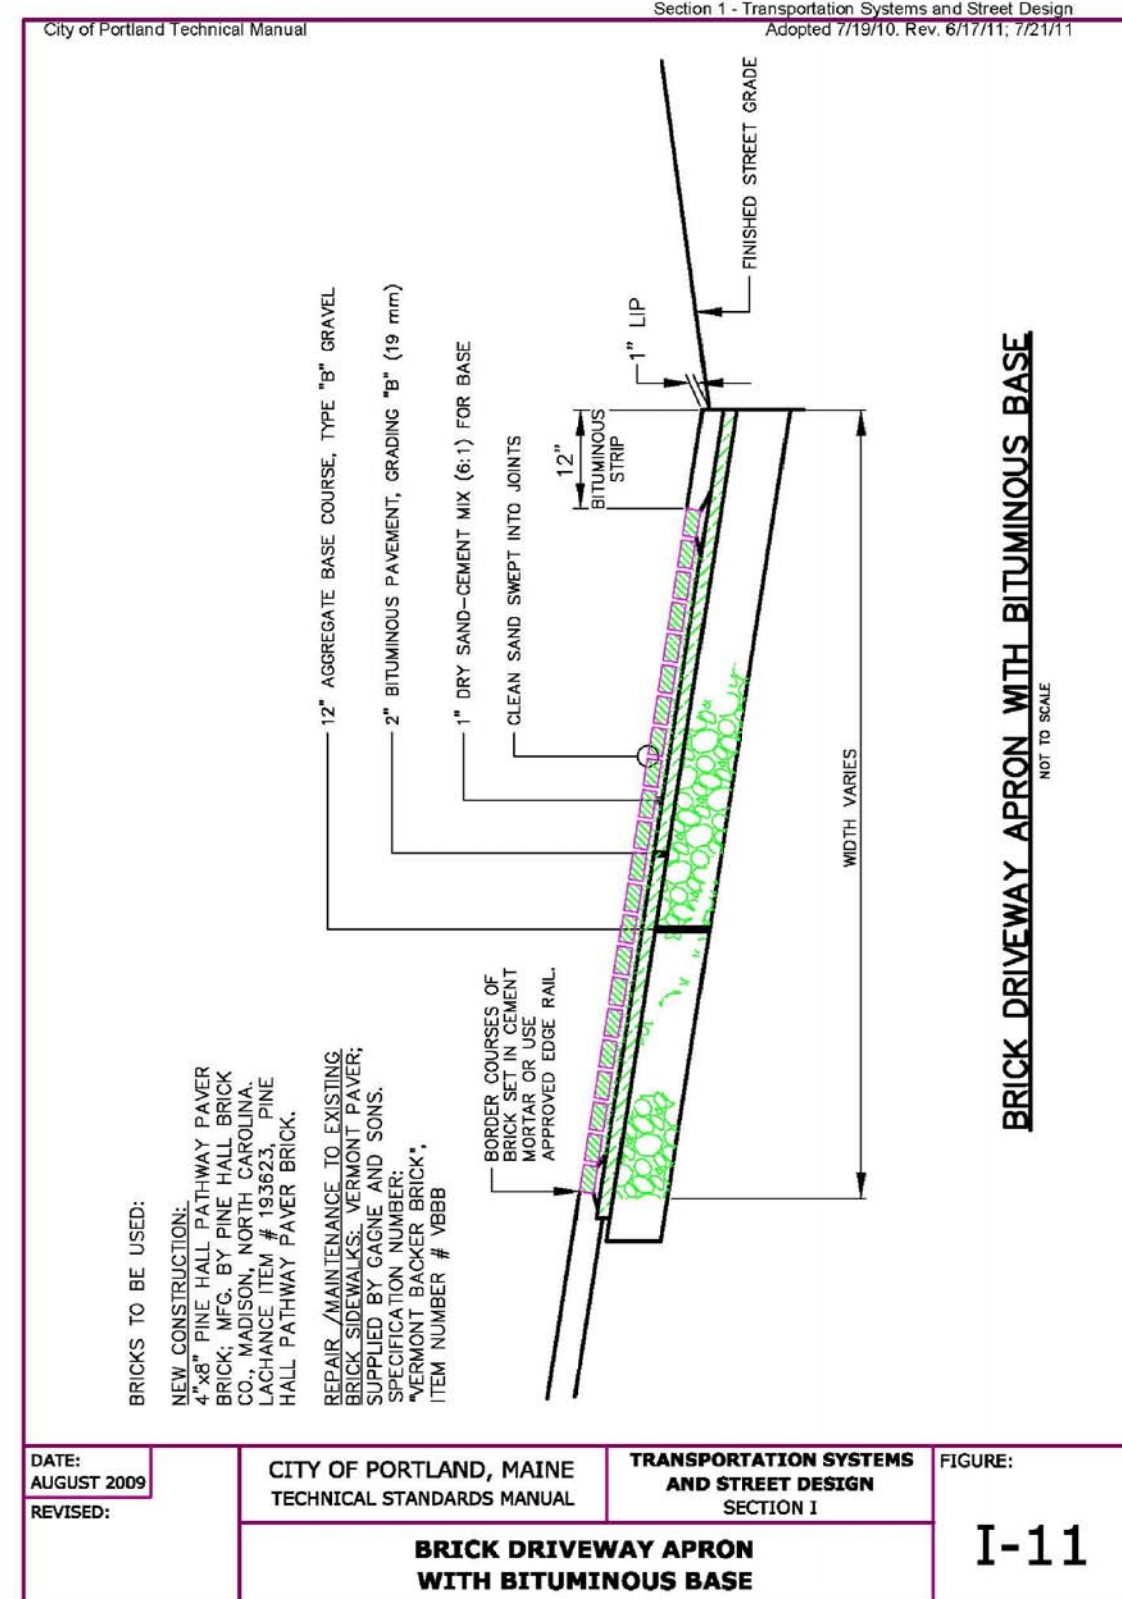 Section 1 - Transportation Systems and Street Design
City of Portland Technical Manual
Adopted 7/19/10. Rev. 6/17/11; 7/21/11
BRICKS TO BE USED:
NEW CONSTRUCTION:
4"x8" PINE HALL PATHWAY PAVER
BRICK; MFG. BY PINE HALL BRICK
CO., MADISON, NORTH CAROLINA.
LACHANCE ITEM # 193623, PINE
HALL PATHWAY PAVER BRICK.
REPAIR /MAINTENANCE TO EXISTING
BRICK SIDEWALKS: VERMONT PAVER;
SUPPLIED BY GAGNE AND SONS.
SPECIFICATION NUMBER:
"VERMONT BACKER BRICK",
ITEM NUMBER # VBBB
12" AGGREGATE BASE COURSE, TYPE "B" GRAVEL
2" BITUMINOUS PAVEMENT, GRADING "B" (19 mm)
1" DRY SAND-CEMENT MIX (6:1) FOR BASE
CLEAN SAND SWEPT INTO JOINTS
BORDER COURSES OF
BRICK SET IN CEMENT
MORTAR OR USE
APPROVED EDGE RAIL.
12"
BITUMINOUS
STRIP
1" LIP
FINISHED STREET GRADE
WIDTH VARIES
BRICK DRIVEWAY APRON WITH BITUMINOUS BASE
NOT TO SCALE
DATE:
AUGUST 2009
REVISED:
CITY OF PORTLAND, MAINE
TECHNICAL STANDARDS MANUAL
TRANSPORTATION SYSTEMS
AND STREET DESIGN
SECTION I
BRICK DRIVEWAY APRON
WITH BITUMINOUS BASE
FIGURE:
I-11